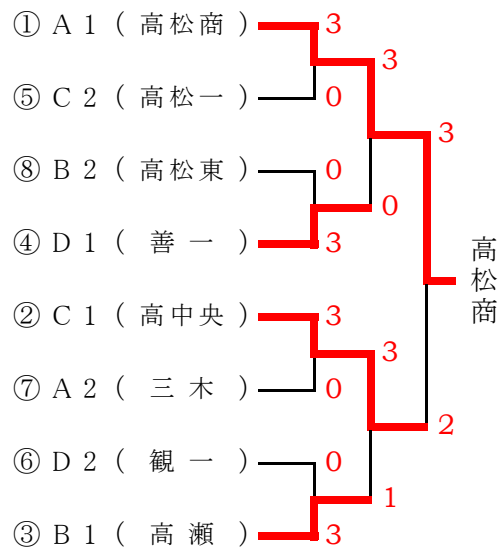 ① A 1 ( 高松商 ) 3
3
⑤ C 2 ( 高松一 ) 0
3
⑧ B 2 ( 高松東 ) 0
0
④ D 1 ( 善一 ) 3
高松商
② C 1 ( 高中央 ) 3
3
⑦ A 2 ( 三木 ) 0
2
⑥ D 2 ( 観一 ) 0
1
③ B 1 ( 高瀬 ) 3